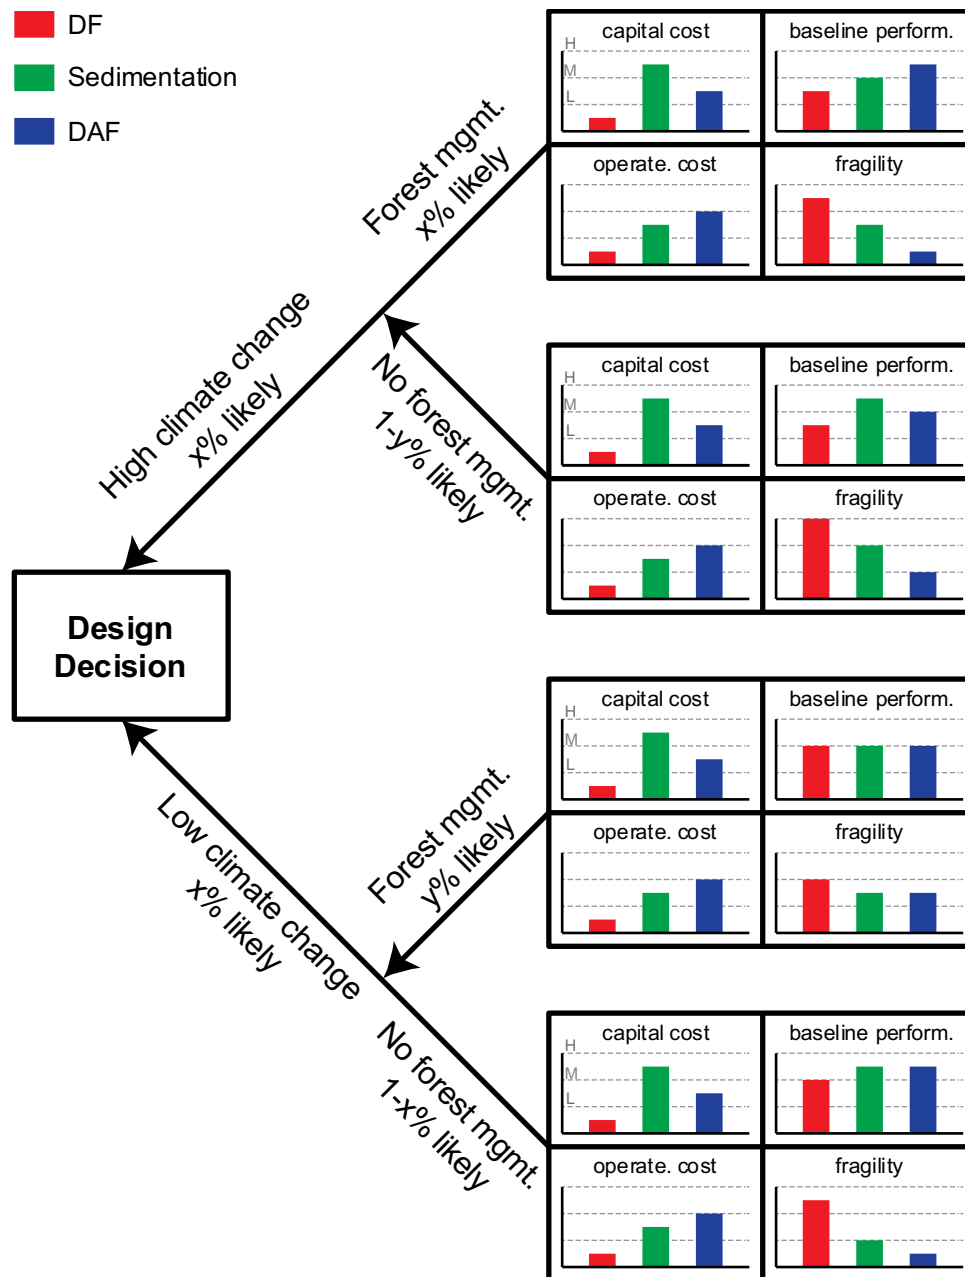 DF
Sedimentation
DAF
capital cost
H
M
L
baseline perform.
operate. cost
fragility
Forest mgmt.
x% likely
High climate change
x% likely
No forest mgmt.
1-y% likely
capital cost
H
M
L
baseline perform.
operate. cost
fragility
Design
Decision
capital cost
H
M
L
baseline perform.
operate. cost
fragility
Forest mgmt.
y% likely
Low climate change
x% likely
No forest mgmt.
1-x% likely
capital cost
H
M
L
baseline perform.
operate. cost
fragility